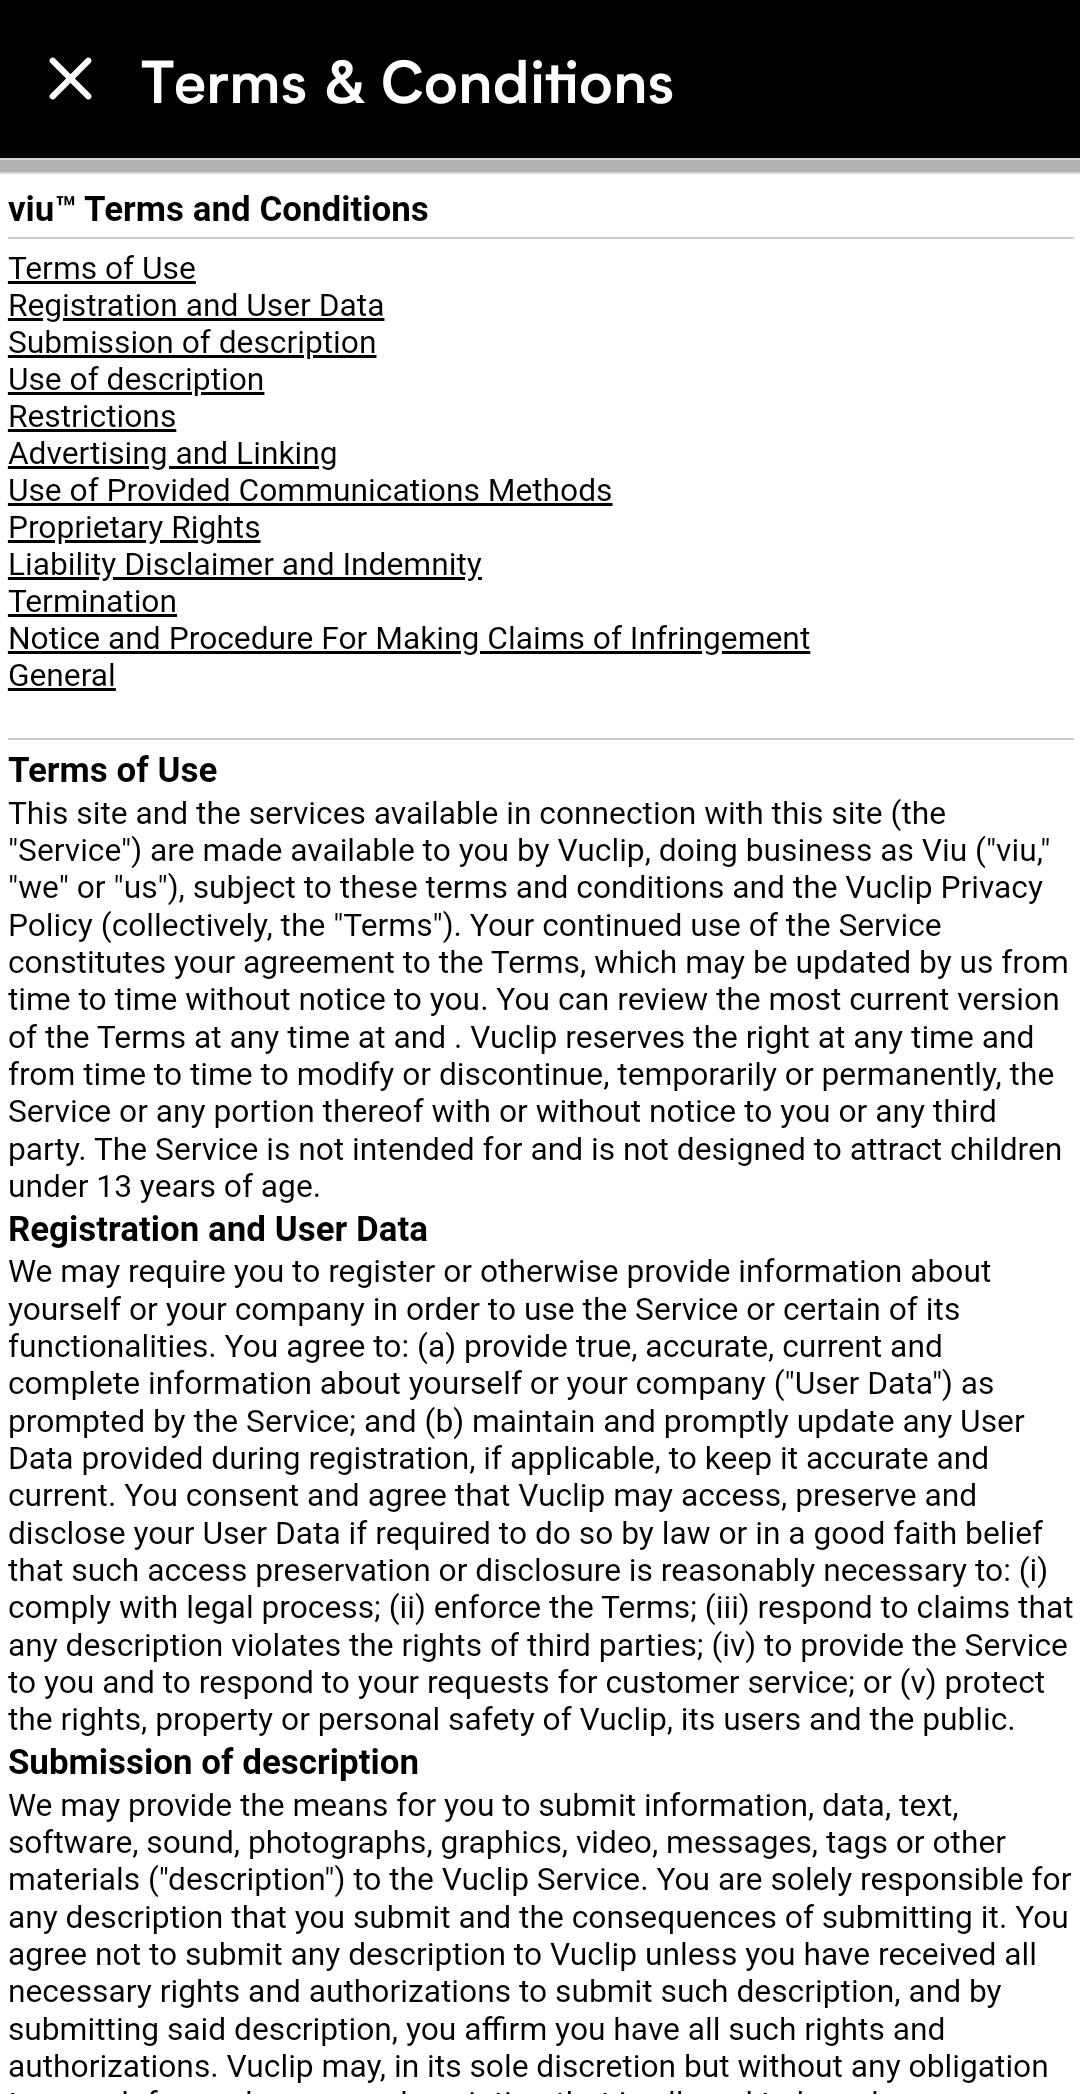 Terms & Conditions
viu™ Terms and Conditions
Terms of Use
Registration and User Data
Submission of description
Use of description
Restrictions
Advertising and Linking
Use of Provided Communications Methods
Proprietary Rights
Liability Disclaimer and Indemnity
Termination
Notice and Procedure For Making Claims of Infringement
General
Terms of Use
This site and the services available in connection with this site (the
"Service") are made available to you by Vuclip, doing business as Viu ("viu,"
"we" or "us"), subject to these terms and conditions and the Vuclip Privacy
Policy (collectively, the "Terms"). Your continued use of the Service
constitutes your agreement to the Terms, which may be updated by us from
time to time without notice to you. You can review the most current version
of the Terms at any time at and . Vuclip reserves the right at any time and
from time to time to modify or discontinue, temporarily or permanently, the
Service or any portion thereof with or without notice to you or any third
party. The Service is not intended for and is not designed to attract children
under 13 years of age.
Registration and User Data
We may require you to register or otherwise provide information about
yourself or your company in order to use the Service or certain of its
functionalities. You agree to: (a) provide true, accurate, current and
complete information about yourself or your company ("User Data") as
prompted by the Service; and (b) maintain and promptly update any User
Data provided during registration, if applicable, to keep it accurate and
current. You consent and agree that Vuclip may access, preserve and
disclose your User Data if required to do so by law or in a good faith belief
that such access preservation or disclosure is reasonably necessary to: (i)
comply with legal process; (ii) enforce the Terms; (iii) respond to claims that
any description violates the rights of third parties; (iv) to provide the Service
to you and to respond to your requests for customer service; or (v) protect
the rights, property or personal safety of Vuclip, its users and the public.
Submission of description
We may provide the means for you to submit information, data, text,
software, sound, photographs, graphics, video, messages, tags or other
materials ("description") to the Vuclip Service. You are solely responsible for
any description that you submit and the consequences of submitting it. You
agree not to submit any description to Vuclip unless you have received all
necessary rights and authorizations to submit such description, and by
submitting said description, you affirm you have all such rights and
authorizations. Vuclip may, in its sole discretion but without any obligation